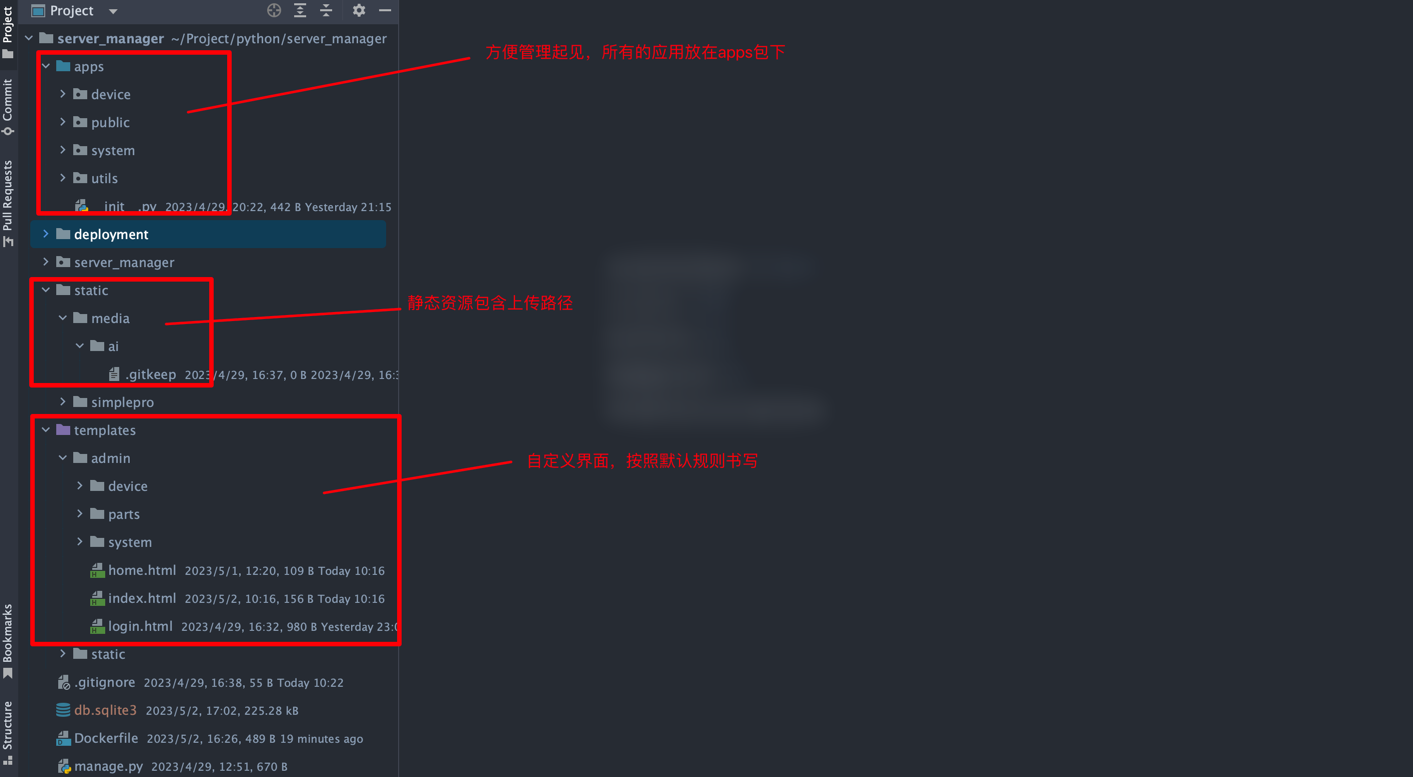 Project
server_manager ~/Project/python/server_manager
apps
方便管理起见，所有的应用放在apps包下
device
public
system
utils
__init__.py 2023/4/29, 20:22, 442 B Yesterday 21:15
deployment
server_manager
static
静态资源包含上传路径
media
ai
.gitkeep 2023/4/29, 16:37, 0 B 2023/4/29, 16:3
simplepro
templates
admin
自定义界面，按照默认规则书写
device
parts
system
home.html 2023/5/1, 12:20, 109 B Today 10:16
index.html 2023/5/2, 10:16, 156 B Today 10:16
login.html 2023/4/29, 16:32, 980 B Yesterday 23:0
static
.gitignore 2023/4/29, 16:38, 55 B Today 10:22
db.sqlite3 2023/5/2, 17:02, 225.28 kB
Dockerfile 2023/5/2, 16:26, 489 B 19 minutes ago
manage.py 2023/4/29, 12:51, 670 B
Project
Commit
Pull Requests
Bookmarks
Structure